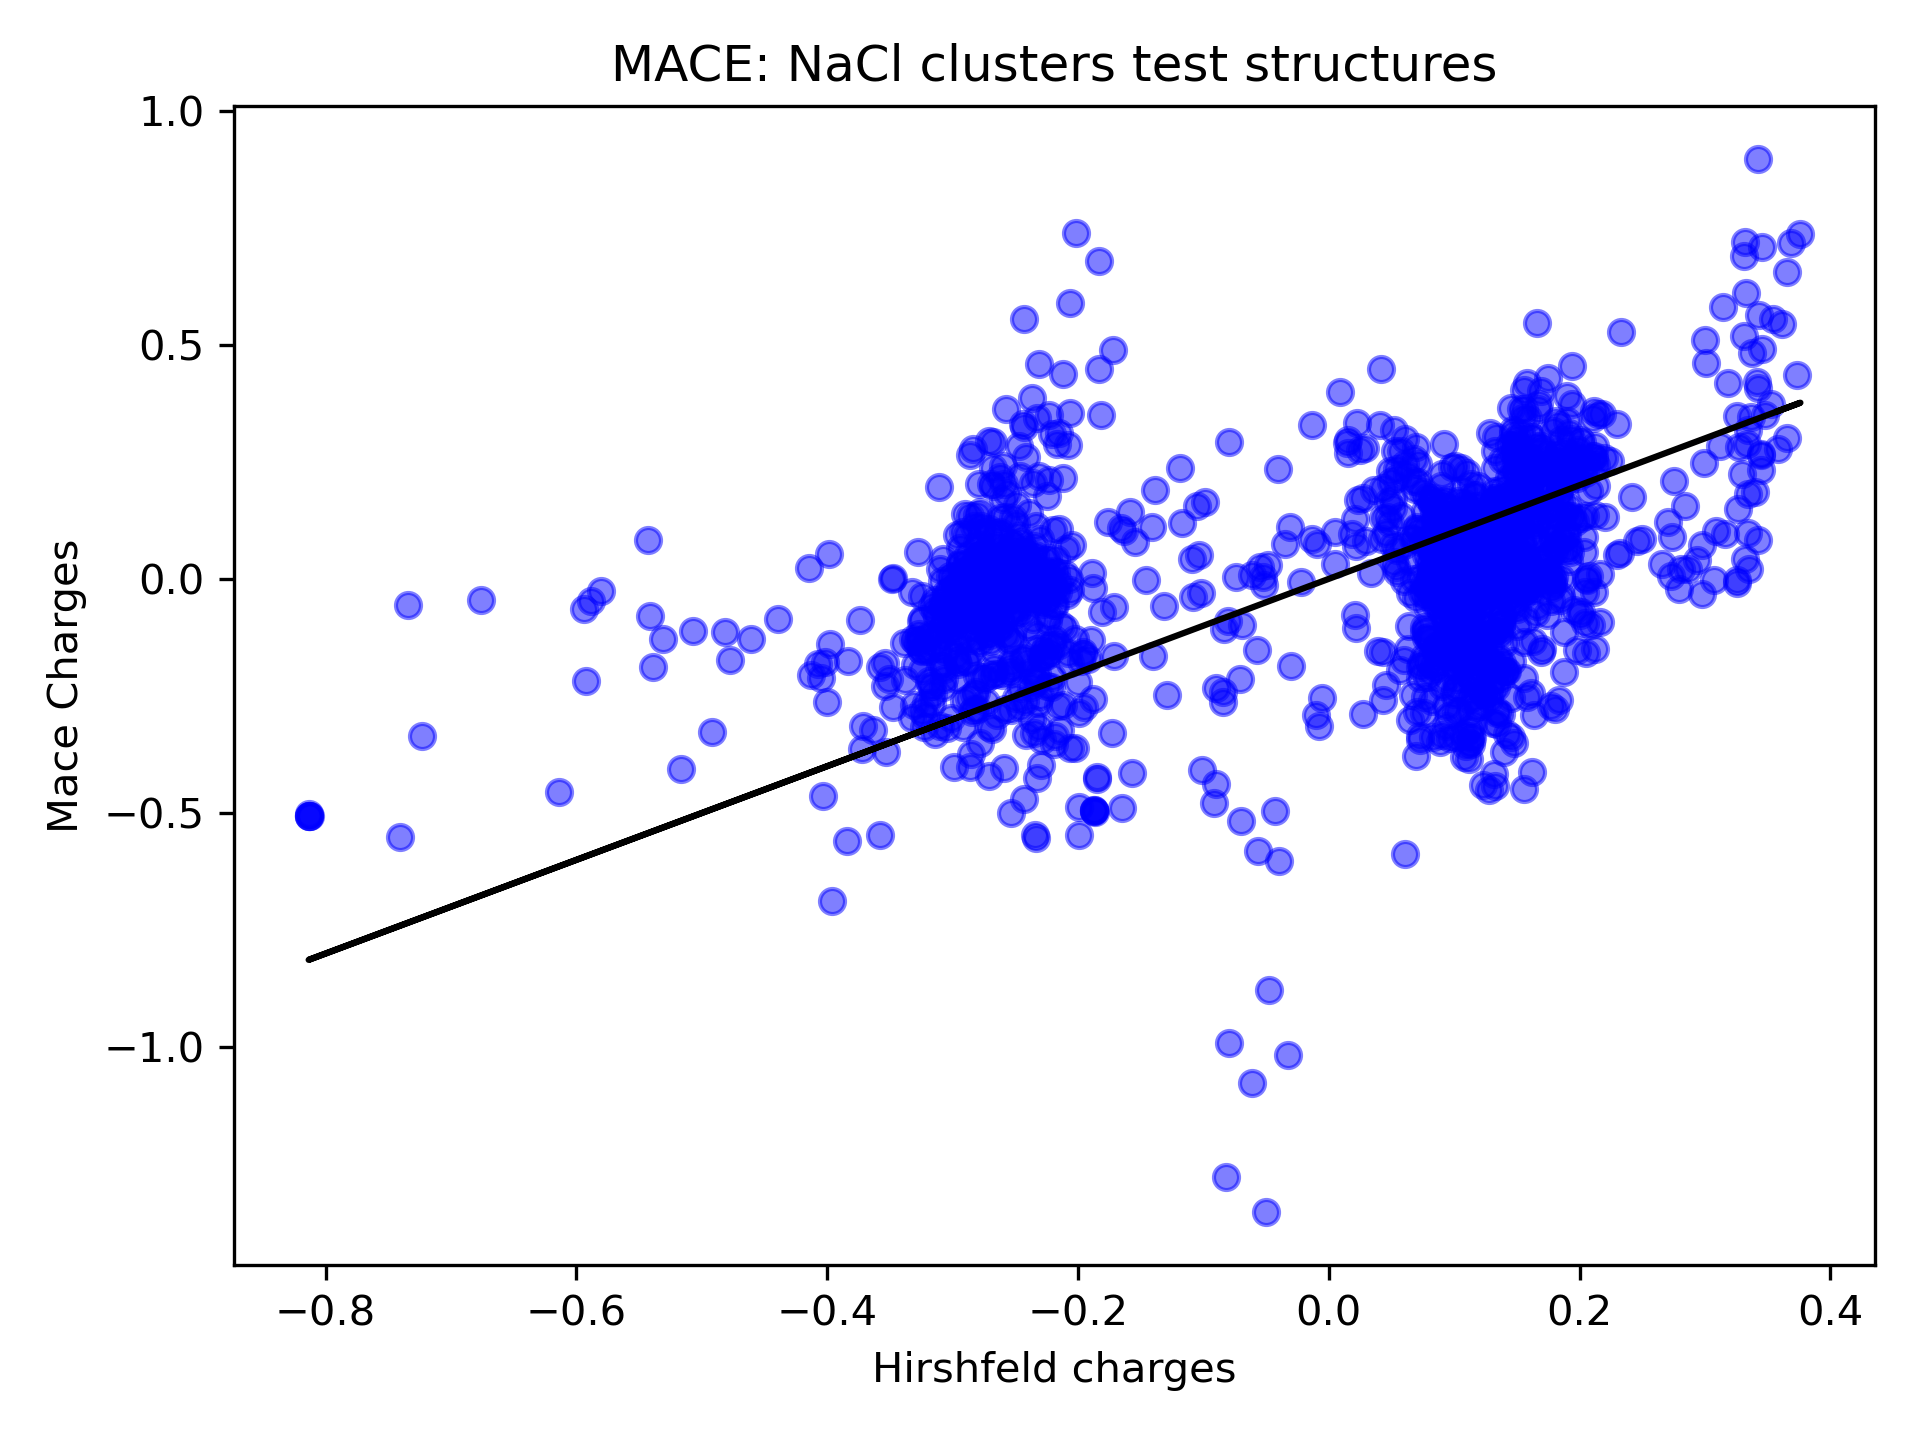 MACE: NaCl clusters test structures
1.0
0.5
0.0
−0.5
−1.0
Mace Charges
−0.8 −0.6 −0.4 −0.2 0.0 0.2 0.4
Hirshfeld charges